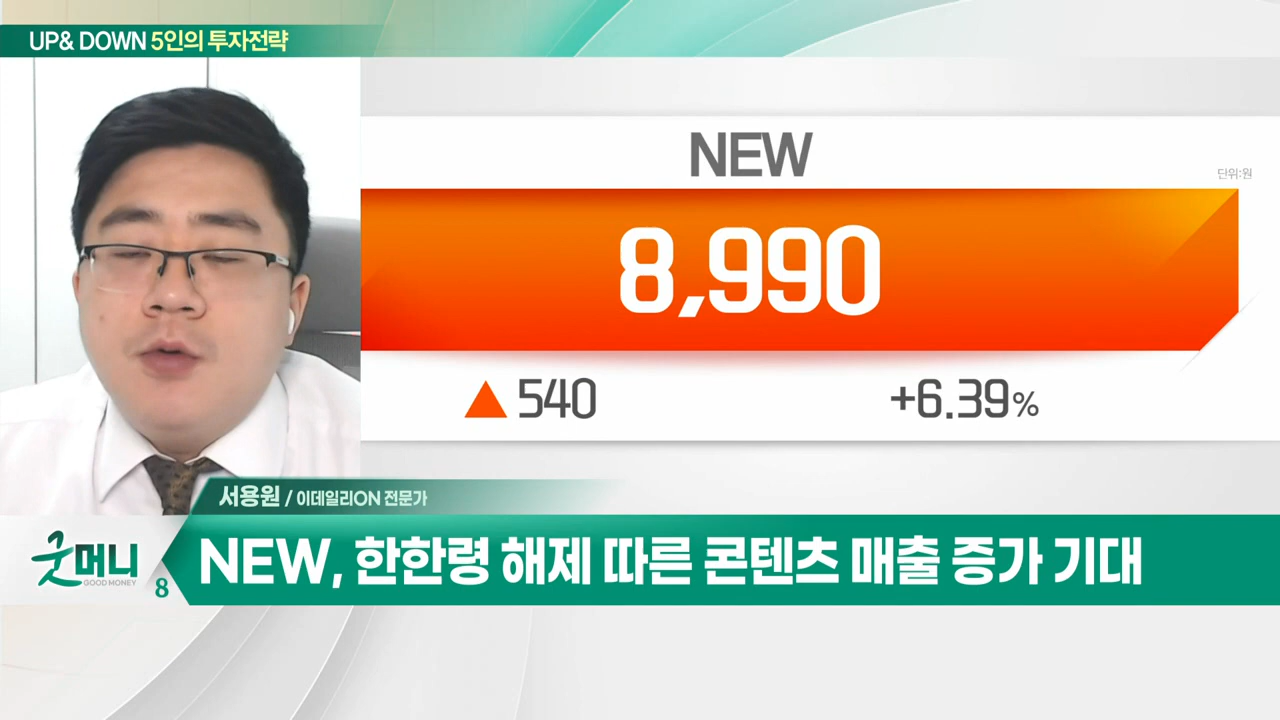 UP& DOWN 5인의 투자전략
NEW
단위:원
8,990
▲ 540 +6.39%
서용원 / 이데일리ON 전문가
굿머니
GOOD MONEY
8
NEW, 한한령 해제 따른 콘텐츠 매출 증가 기대